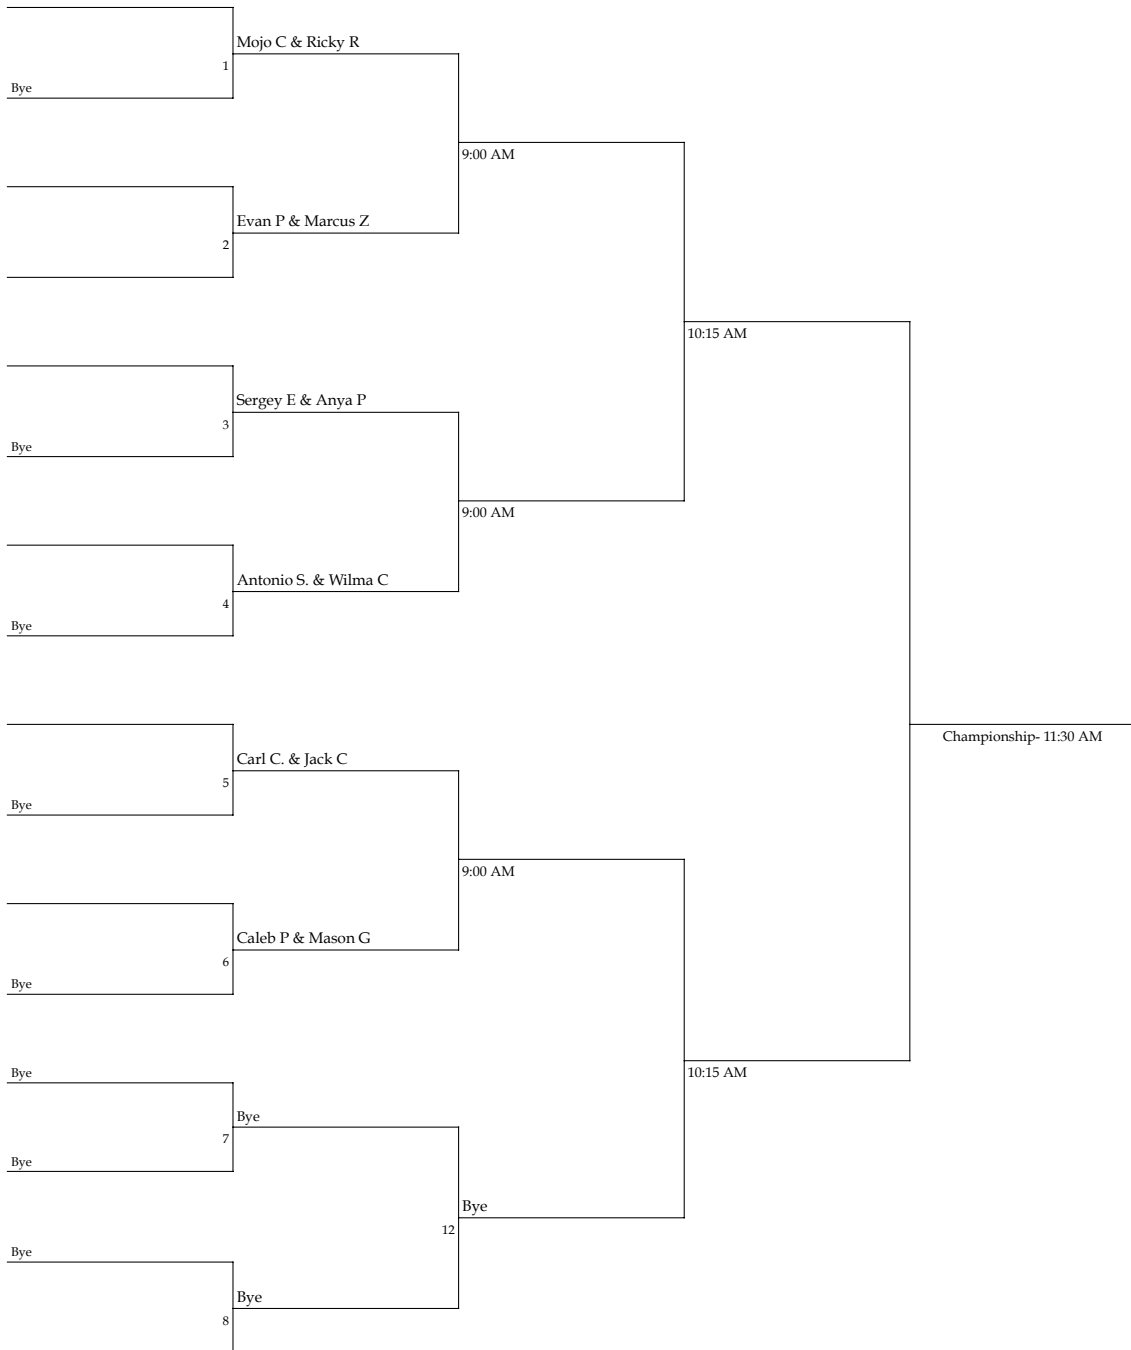 Mojo C & Ricky R
1
Bye
9:00 AM
Evan P & Marcus Z
2
10:15 AM
Sergey E & Anya P
3
Bye
9:00 AM
Antonio S. & Wilma C
4
Bye
Championship- 11:30 AM
Carl C. & Jack C
5
Bye
9:00 AM
Caleb P & Mason G
6
Bye
10:15 AM
Bye
Bye
7
Bye
Bye
12
Bye
Bye
8